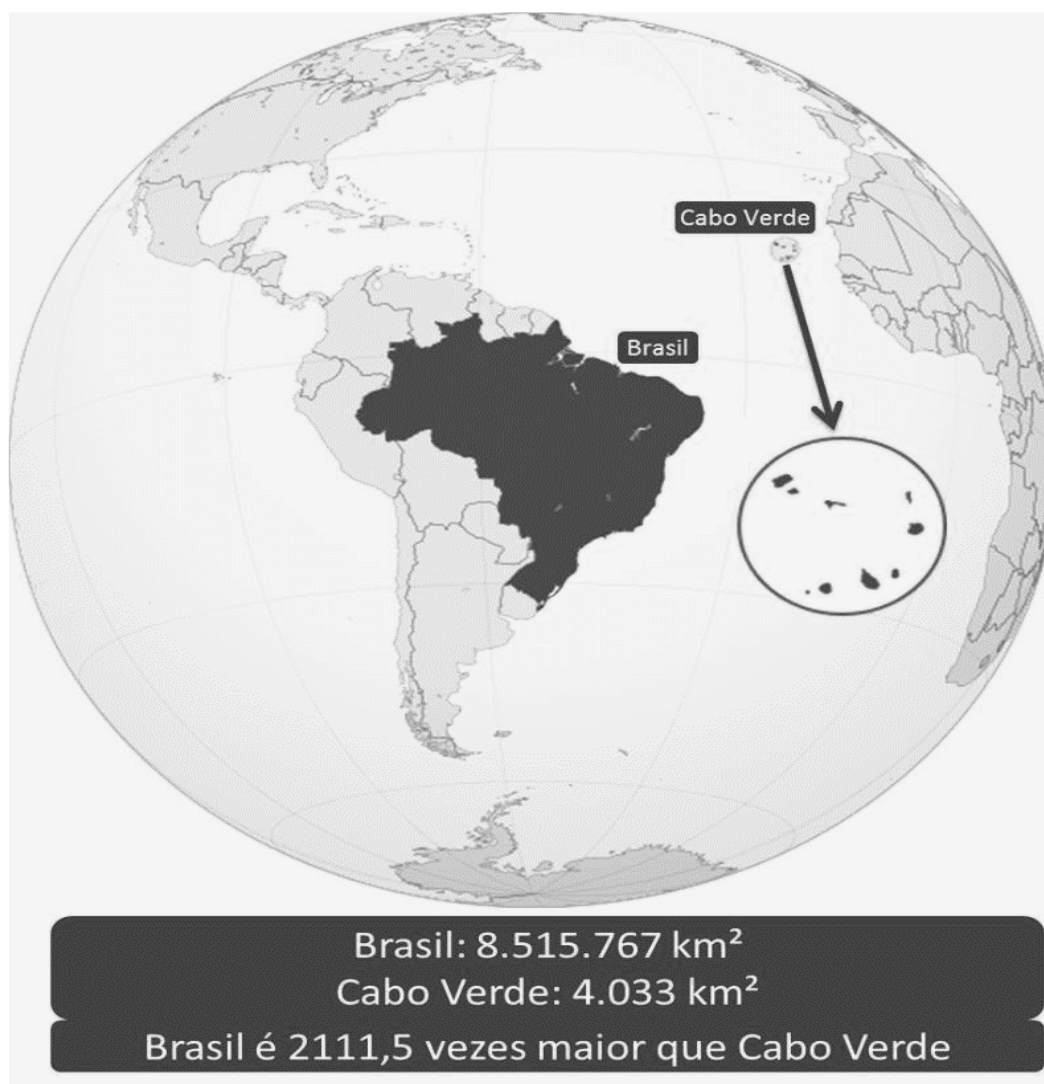 Cabo Verde
Brasil
Brasil: 8.515.767 km²
Cabo Verde: 4.033 km²
Brasil é 2111,5 vezes maior que Cabo Verde